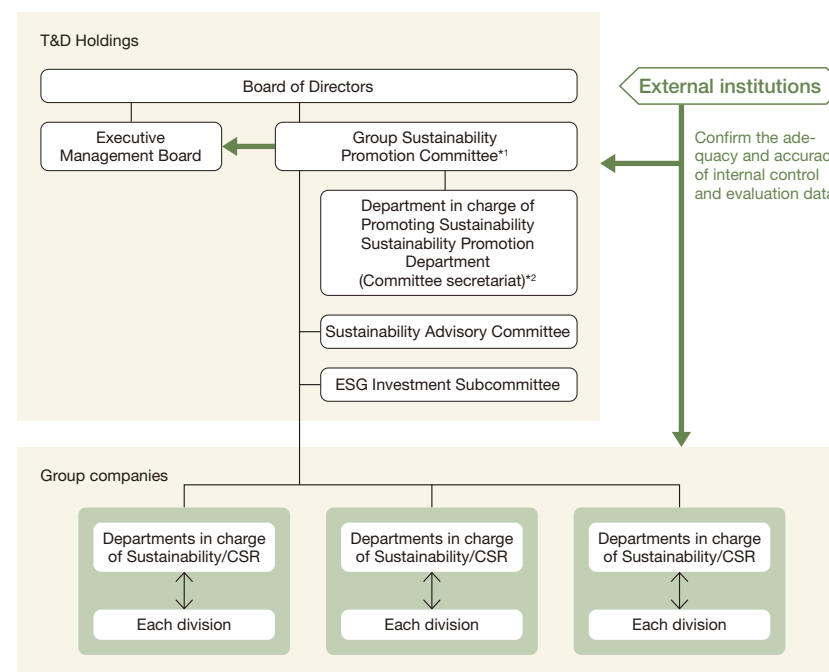 T&D Holdings
Board of Directors
Executive
Management Board
Group Sustainability
Promotion Committee*1
Department in charge of
Promoting Sustainability
Sustainability Promotion
Department
(Committee secretariat)*2
Sustainability Advisory Committee
ESG Investment Subcommittee
External institutions
Confirm the ade-
quacy and accurac
of internal control
and evaluation data
Group companies
Departments in charge
of Sustainability/CSR
Each division
Departments in charge
of Sustainability/CSR
Each division
Departments in charge
of Sustainability/CSR
Each division